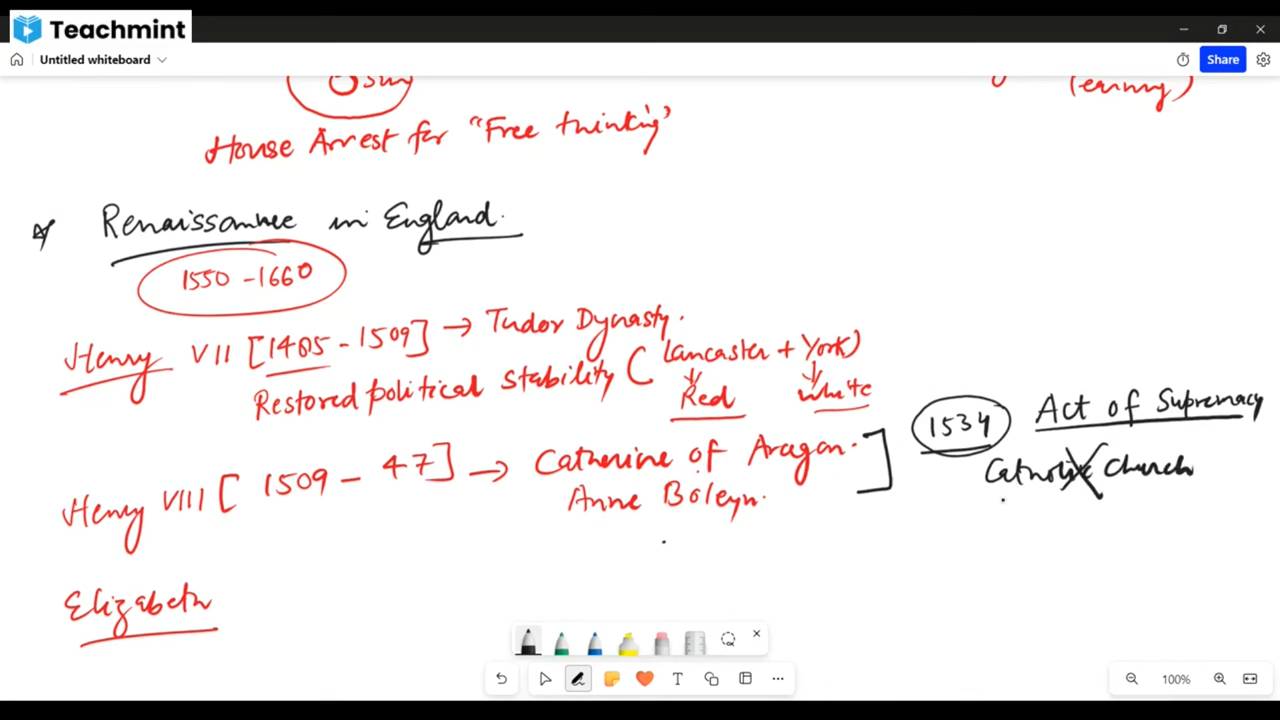 Teachmint
Untitled whiteboard
Share
House Arrest for "Free thinking"
Renaissance in England.
1550 - 1660
Henry VII [1485 - 1509] → Tudor Dynasty.
Restored political stability (Lancaster + York)
Red white
Henry VIII [1509 - 47] → Catherine of Aragon.
Anne Boleyn.
1534 Act of Supremacy
Catholic Church
Elizabeth
T
100%